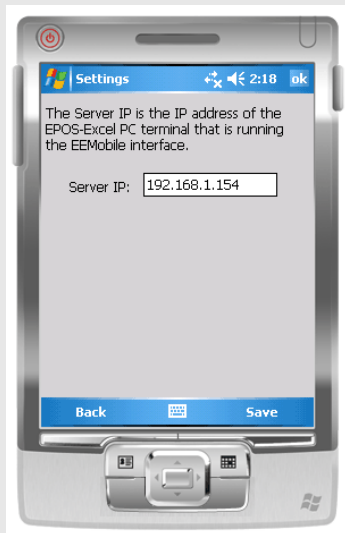 Settings
2:18
ok
The Server IP is the IP address of the
EPOS-Excel PC terminal that is running
the EEMobile interface.
Server IP: 192.168.1.154
Back
Save